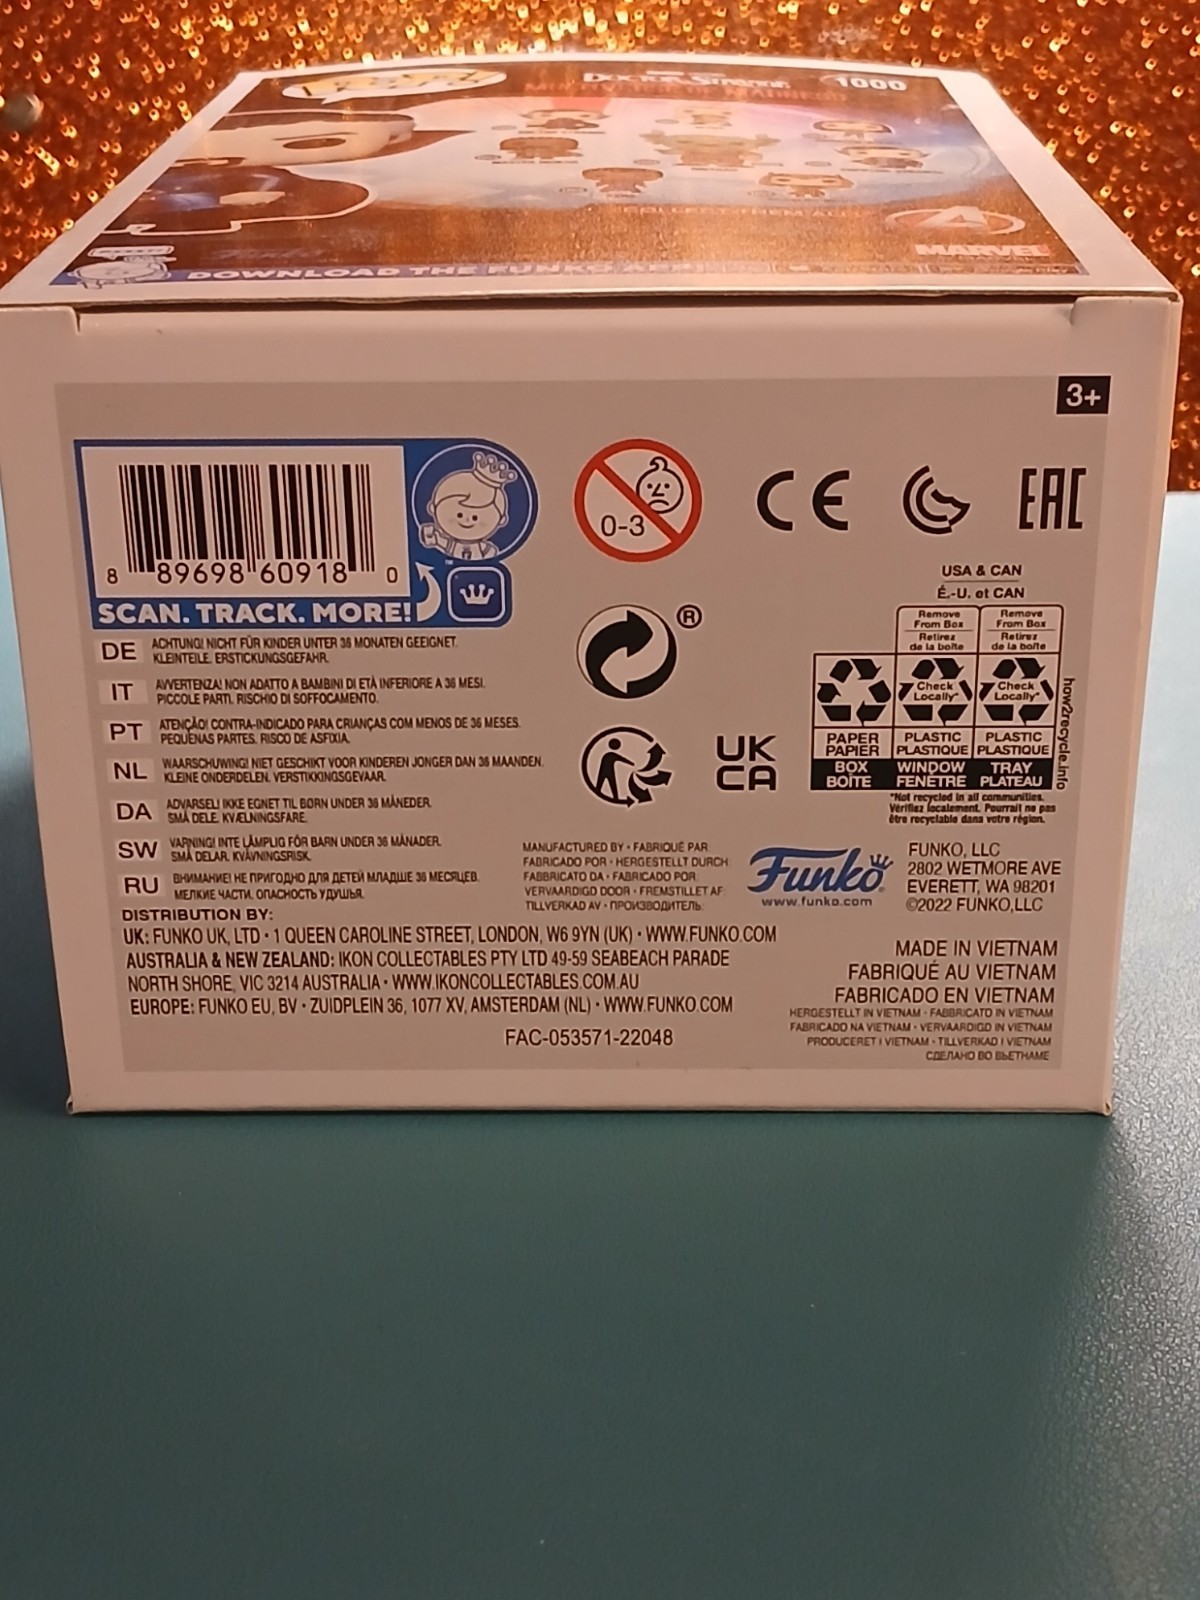 DOCTOR STRANGE
1000
MARVEL
DOWNLOAD THE FUNKO APP
3+
8 89698 60918 0
SCAN. TRACK. MORE!
™
0-3
CE
EAC
DE ACHTUNG! NICHT FÜR KINDER UNTER 36 MONATEN GEEIGNET.
KLEINTEILE. ERSTICKUNGSGEFAHR.
IT AVVERTENZA! NON ADATTO A BAMBINI DI ETÀ INFERIORE A 36 MESI.
PICCOLE PARTI. RISCHIO DI SOFFOCAMENTO.
PT ATENÇÃO! CONTRA-INDICADO PARA CRIANÇAS COM MENOS DE 36 MESES.
PEQUENAS PARTES. RISCO DE ASFIXIA.
NL WAARSCHUWING! NIET GESCHIKT VOOR KINDEREN JONGER DAN 36 MAANDEN.
KLEINE ONDERDELEN. VERSTIKKINGSGEVAAR.
DA ADVARSEL! IKKE EGNET TIL BØRN UNDER 36 MÅNEDER.
SMÅ DELE. KVÆLNINGSFARE.
SW VARNING! INTE LÄMPLIG FÖR BARN UNDER 36 MÅNADER.
SMÅ DELAR. KVÄVNINGSRISK.
RU ВНИМАНИЕ! НЕ ПРИГОДНО ДЛЯ ДЕТЕЙ МЛАДШЕ 36 МЕСЯЦЕВ.
МЕЛКИЕ ЧАСТИ. ОПАСНОСТЬ УДУШЬЯ.
®
UK
CA
USA & CAN
É.-U. et CAN
Remove
From Box
Retirez
de la boîte
Remove
From Box
Retirez
de la boîte
Check
Locally*
Check
Locally*
PAPER
PAPIER
PLASTIC
PLASTIQUE
PLASTIC
PLASTIQUE
BOX
BOÎTE
WINDOW
FENÊTRE
TRAY
PLATEAU
how2recycle.info
*Not recycled in all communities.
Vérifiez localement. Pourrait ne pas
être recyclable dans votre région.
MANUFACTURED BY • FABRIQUÉ PAR
FABRICADO POR • HERGESTELLT DURCH
FABBRICATO DA • FABRICADO POR
VERVAARDIGD DOOR • FREMSTILLET AF:
TILLVERKAD AV • ПРОИЗВОДИТЕЛЬ:
Funko
www.funko.com
FUNKO, LLC
2802 WETMORE AVE
EVERETT, WA 98201
©2022 FUNKO,LLC
DISTRIBUTION BY:
UK: FUNKO UK, LTD • 1 QUEEN CAROLINE STREET, LONDON, W6 9YN (UK) • WWW.FUNKO.COM
AUSTRALIA & NEW ZEALAND: IKON COLLECTABLES PTY LTD 49-59 SEABEACH PARADE
NORTH SHORE, VIC 3214 AUSTRALIA • WWW.IKONCOLLECTABLES.COM.AU
EUROPE: FUNKO EU, BV • ZUIDPLEIN 36, 1077 XV, AMSTERDAM (NL) • WWW.FUNKO.COM
FAC-053571-22048
MADE IN VIETNAM
FABRIQUÉ AU VIETNAM
FABRICADO EN VIETNAM
HERGESTELLT IN VIETNAM • FABBRICATO IN VIETNAM
FABRICADO NA VIETNAM • VERVAARDIGD IN VIETNAM
PRODUCERET I VIETNAM • TILLVERKAD I VIETNAM
СДЕЛАНО ВО ВЬЕТНАМЕ